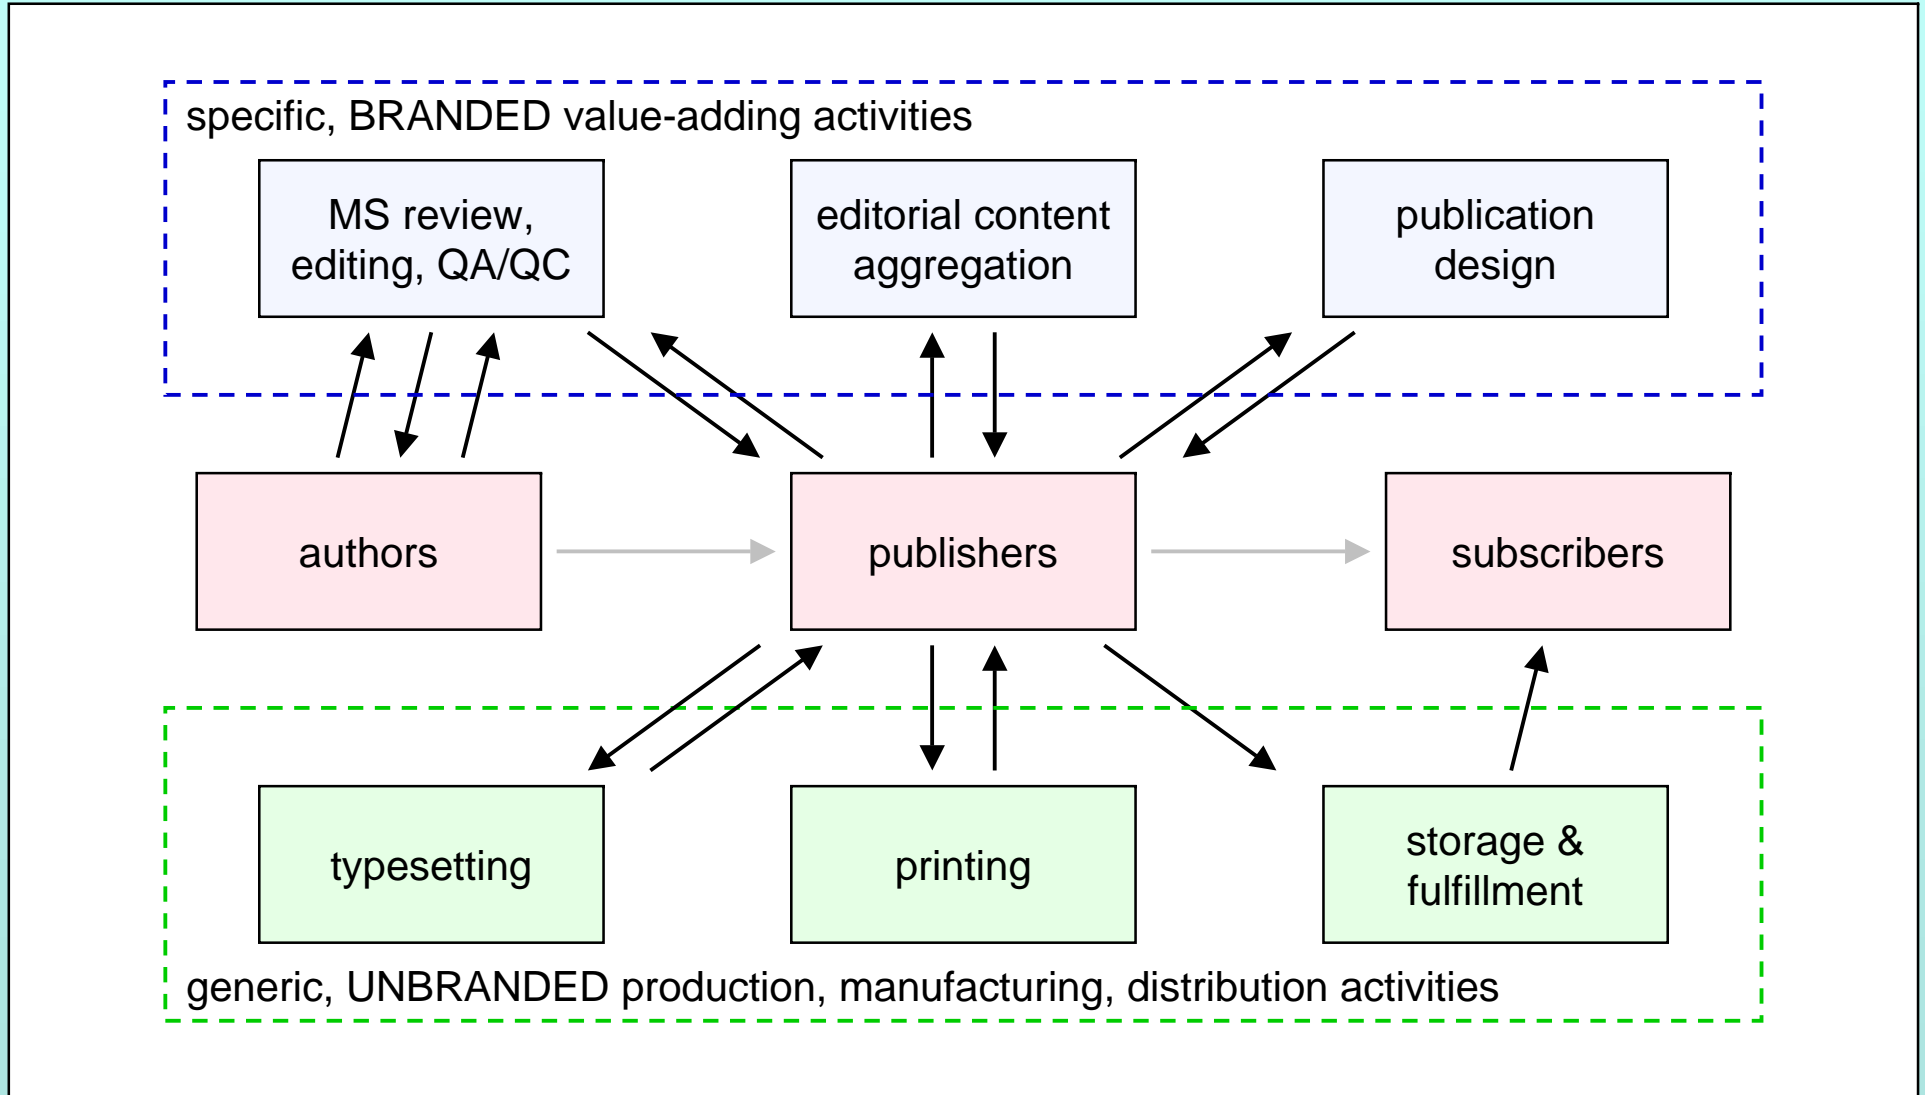 specific, BRANDED value-adding activities
MS review,
editing, QA/QC
editorial content
aggregation
publication
design
authors
publishers
subscribers
typesetting
printing
storage &
fulfillment
generic, UNBRANDED production, manufacturing, distribution activities